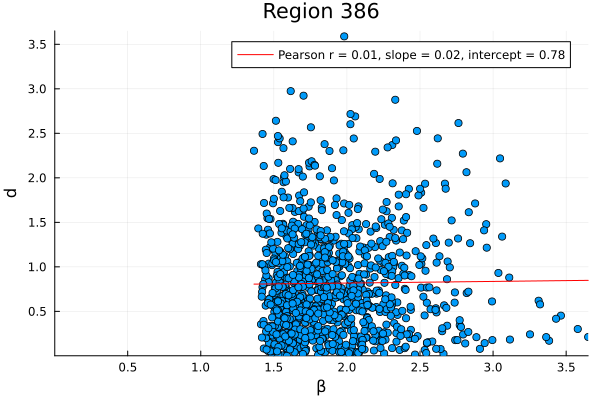 Region 386
Pearson r = 0.01, slope = 0.02, intercept = 0.78
3.5
3.0
2.5
2.0
1.5
1.0
0.5
d
0.5 1.0 1.5 2.0 2.5 3.0 3.5
β